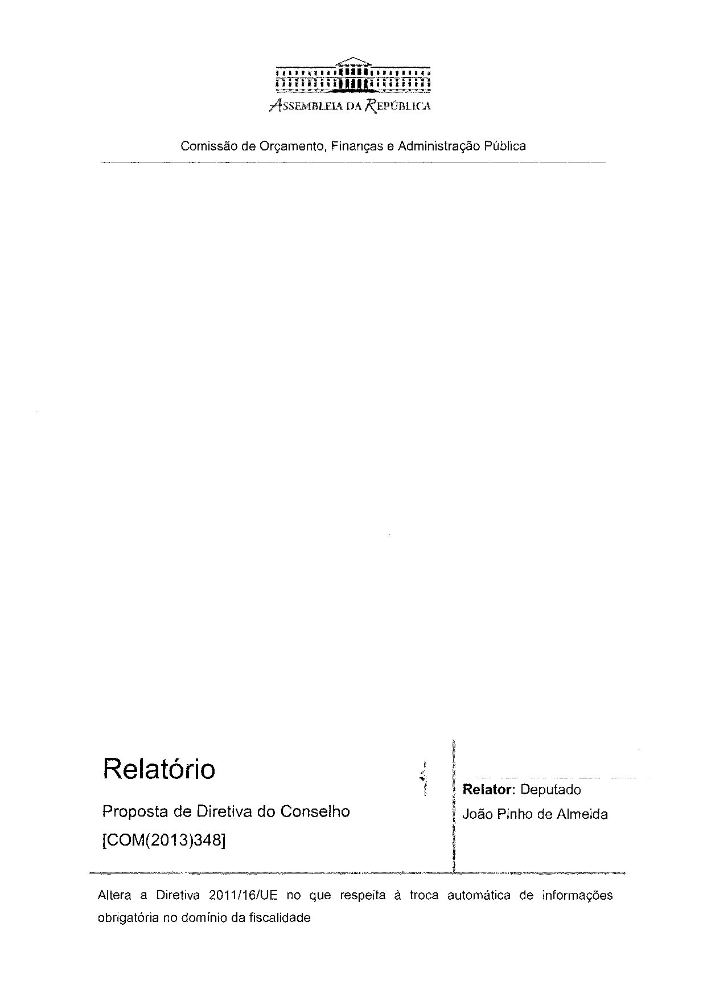 ASSEMBLEIA DA REPÚBLICA
Comissão de Orçamento, Finanças e Administração Pública
Relatório
Proposta de Diretiva do Conselho
[COM(2013)348]
Relator: Deputado
João Pinho de Almeida
Altera a Diretiva 2011/16/UE no que respeita à troca automática de informações
obrigatória no domínio da fiscalidade